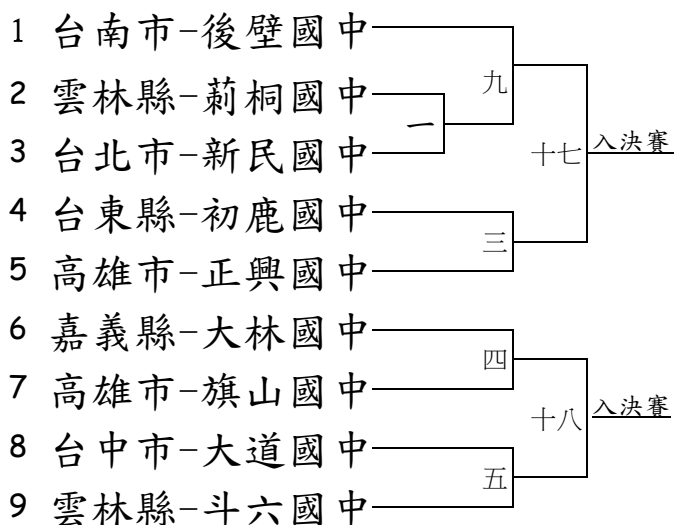 1 台南市-後壁國中
九
2 雲林縣-莿桐國中
一
3 台北市-新民國中
十七 入決賽
4 台東縣-初鹿國中
三
5 高雄市-正興國中
6 嘉義縣-大林國中
四
7 高雄市-旗山國中
十八 入決賽
8 台中市-大道國中
五
9 雲林縣-斗六國中